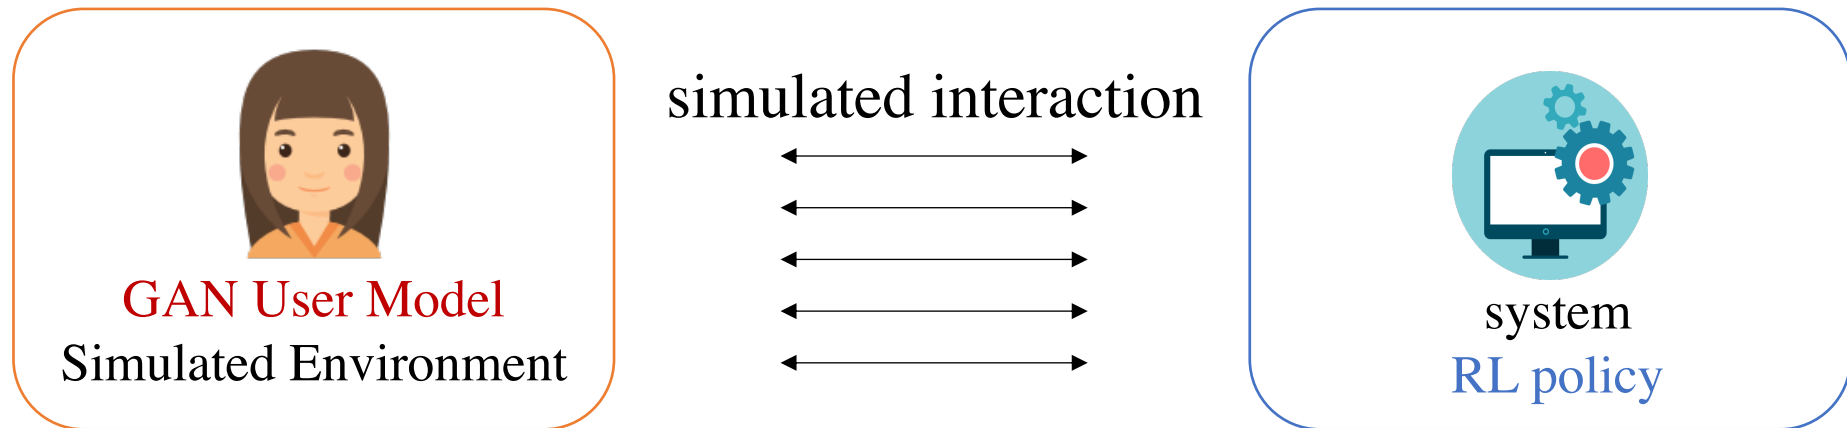 GAN User Model
Simulated Environment
simulated interaction
system
RL policy